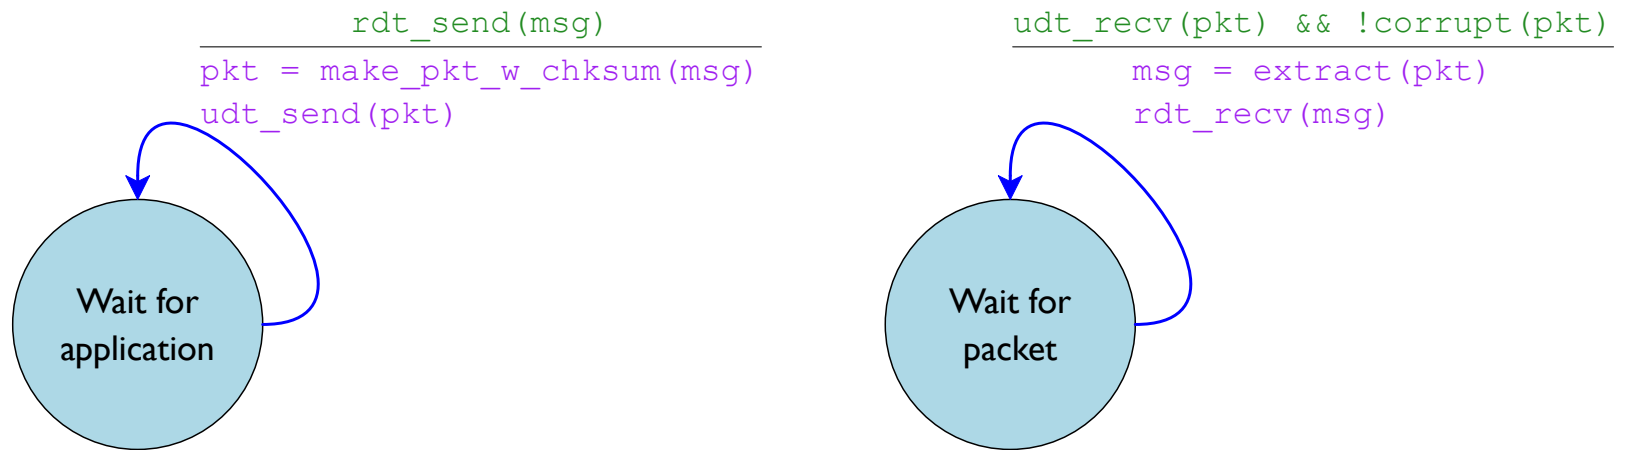 rdt_send(msg)
pkt = make_pkt_w_chksum(msg)
udt_send(pkt)
Wait for
application
udt_recv(pkt) && !corrupt(pkt)
msg = extract(pkt)
rdt_recv(msg)
Wait for
packet